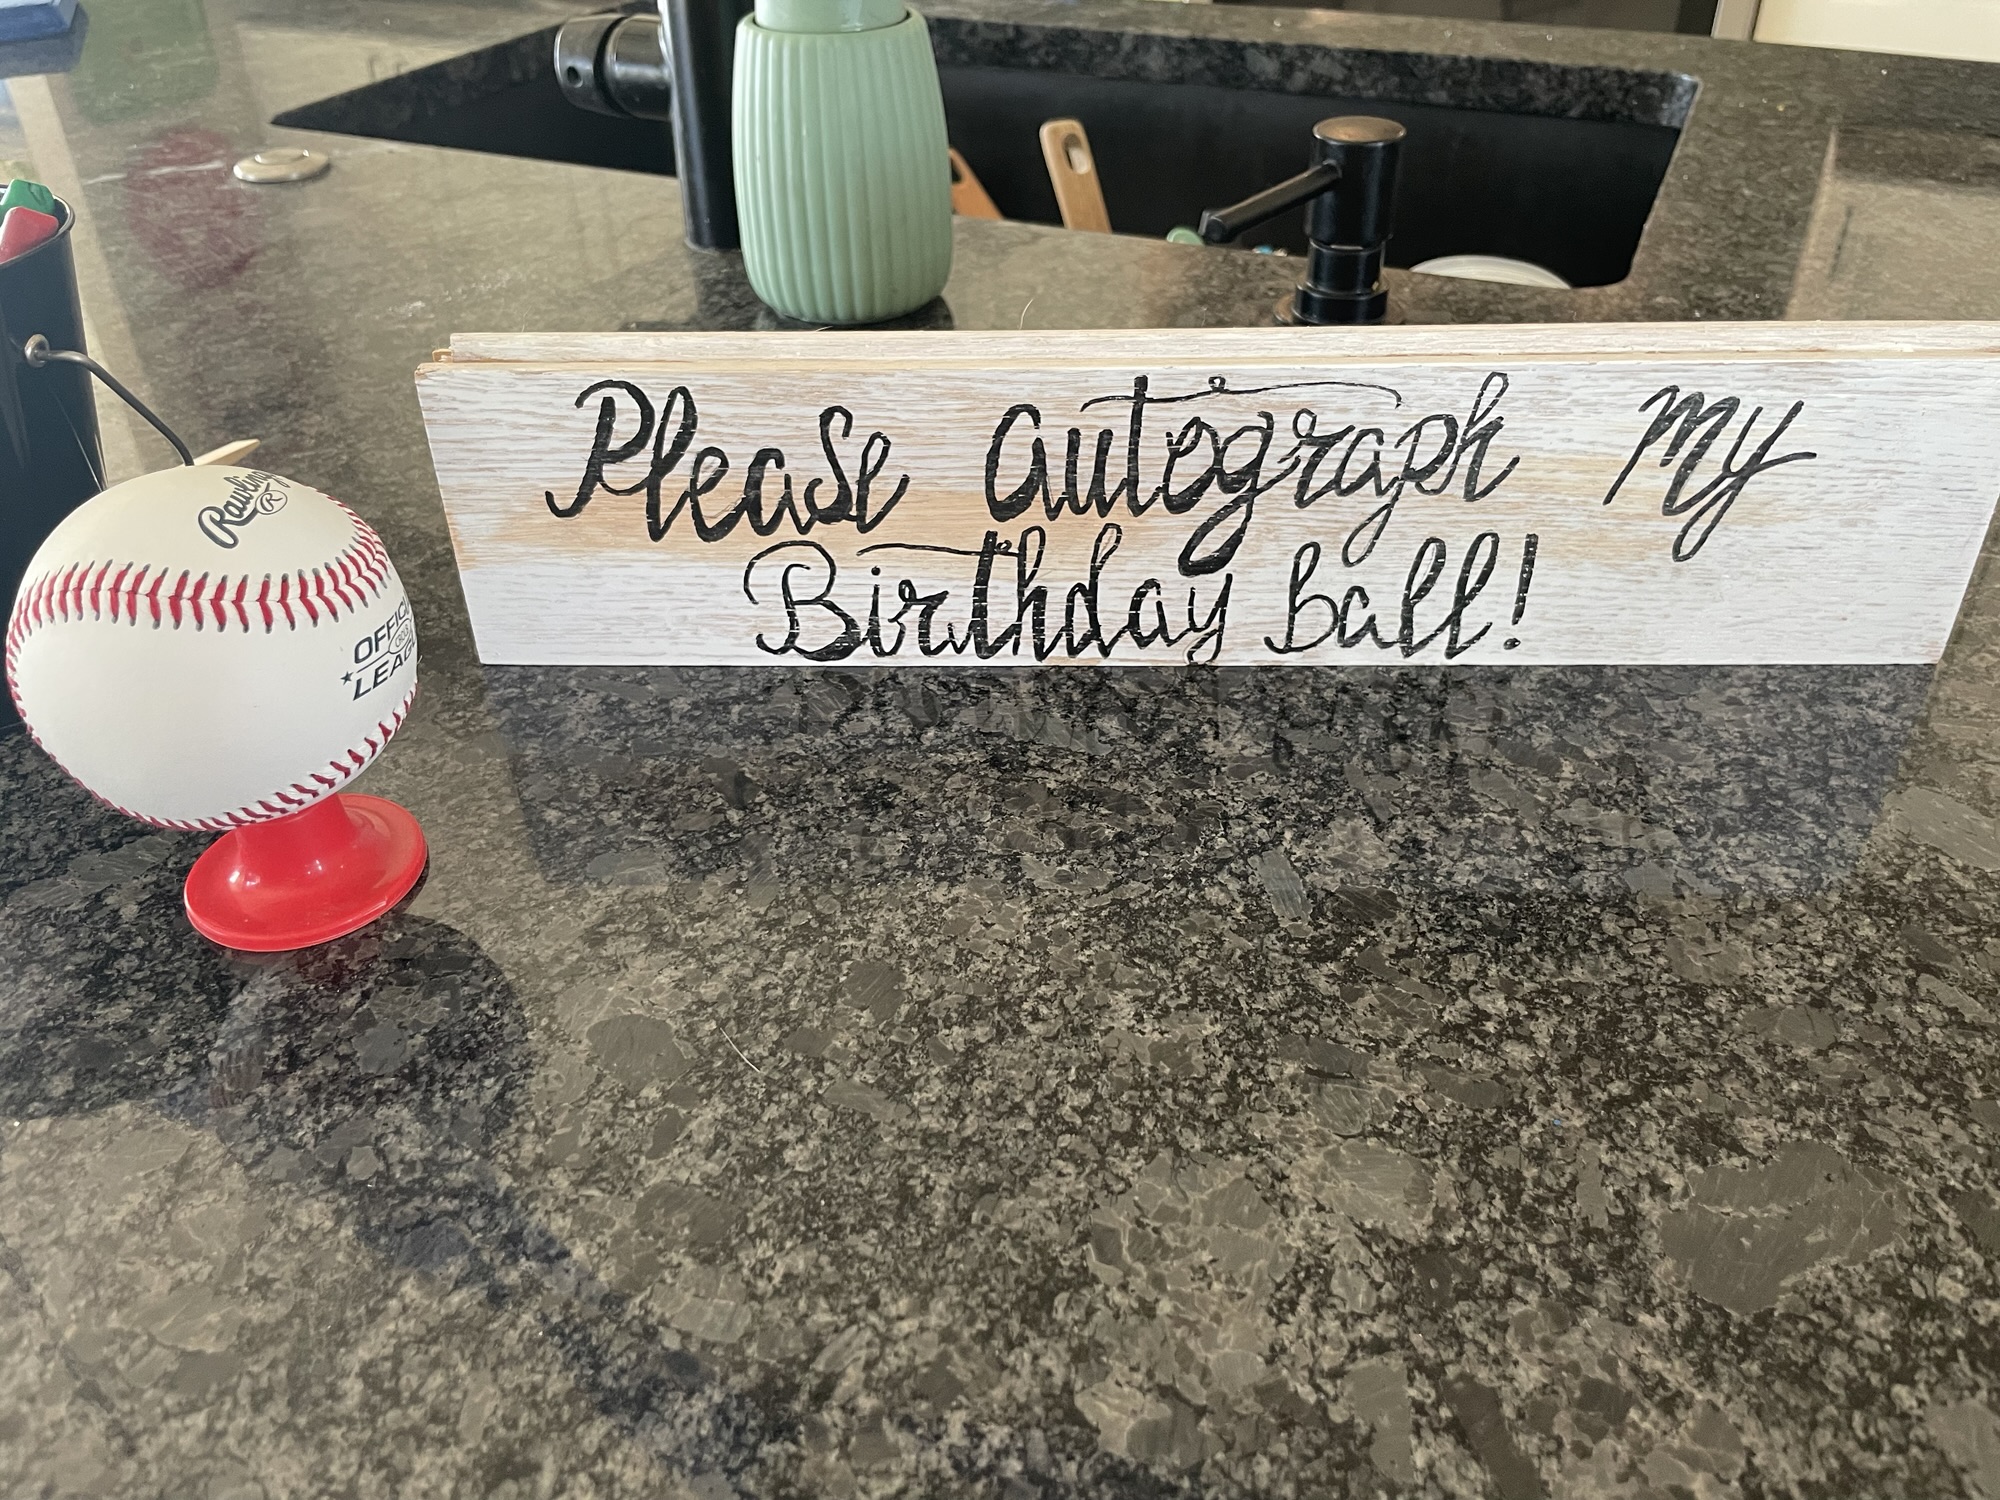 Please autograph My
Birthday Ball!
Rawlings
®
OFFICIAL
LEAGUE